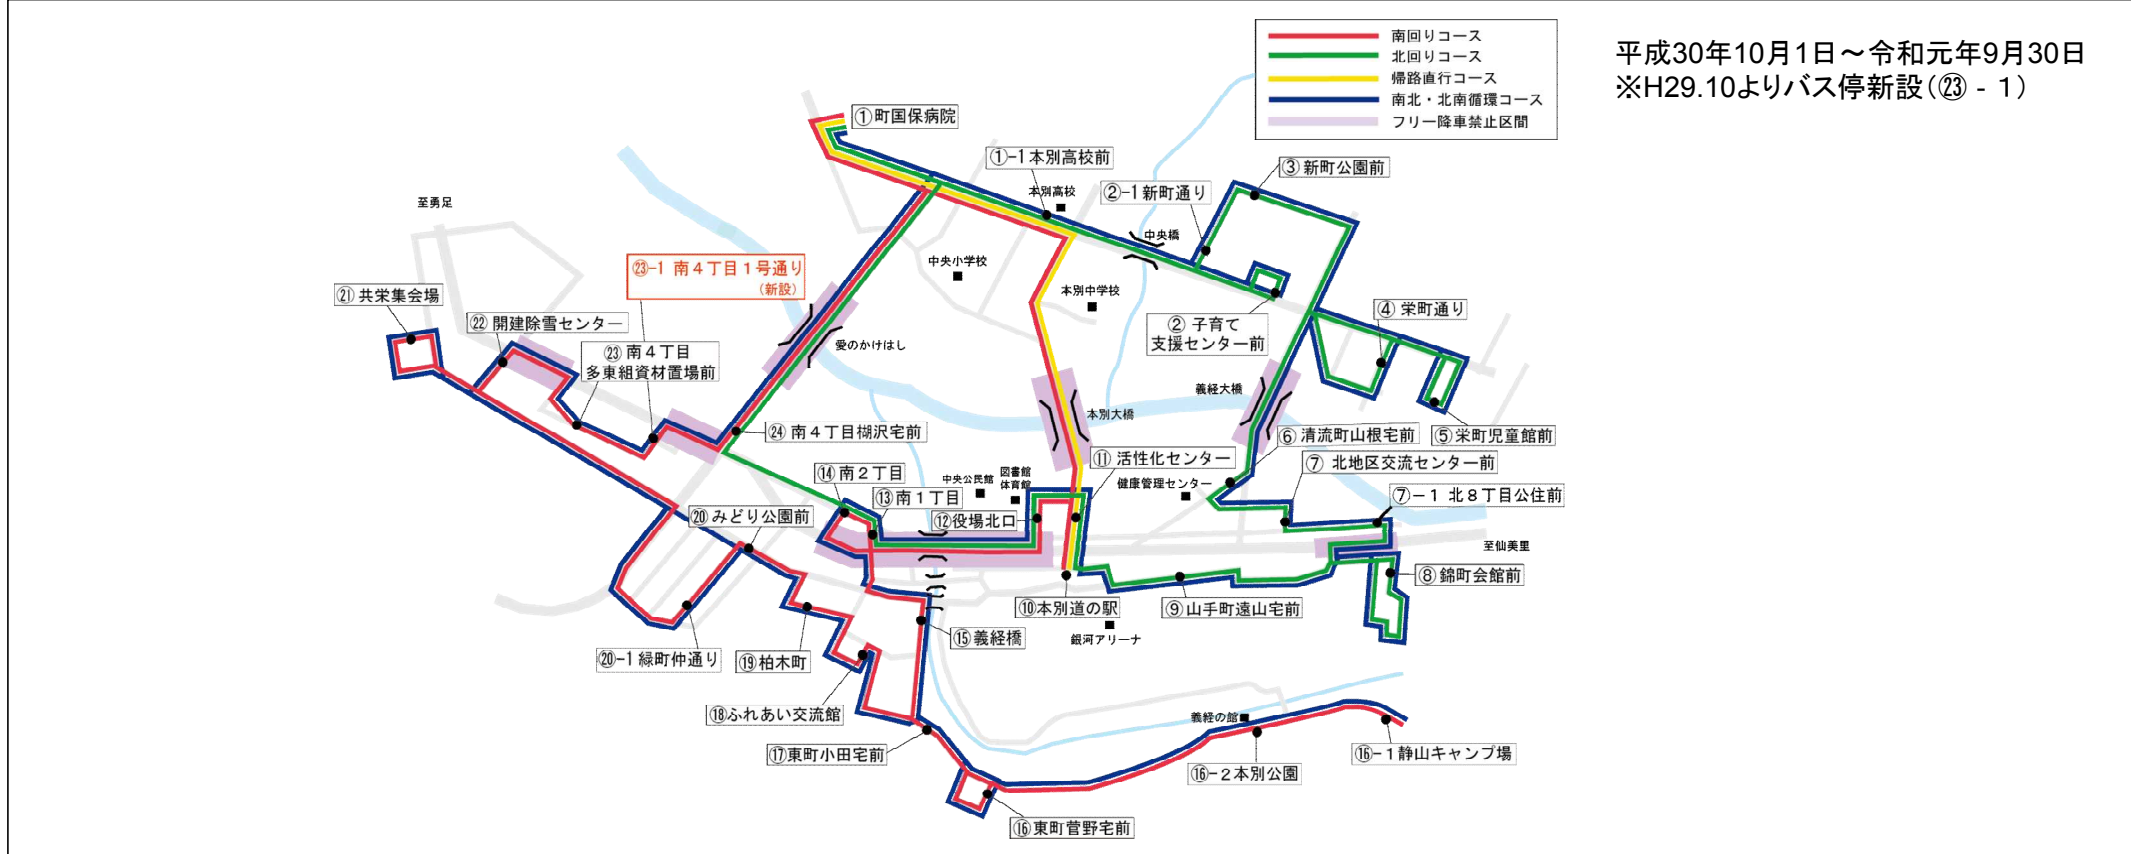 南回りコース
北回りコース
帰路直行コース
南北・北南循環コース
フリー降車禁止区間
平成30年10月1日～令和元年9月30日
※H29.10よりバス停新設(㉓-１)
①町国保病院
①-1本別高校前
本別高校
②-1新町通り
③新町公園前
中央橋
至勇足
中央小学校
㉓-1 南４丁目１号通り
(新設)
本別中学校
㉑共栄集会場
㉒開建除雪センター
④ 栄町通り
② 子育て
支援センター前
愛のかけはし
㉓ 南４丁目
多東組資材置場前
義経大橋
本別大橋
㉔ 南４丁目楜沢宅前
⑥ 清流町山根宅前
⑤栄町児童館前
⑪ 活性化センター
⑦ 北地区交流センター前
⑭南２丁目
中央公民館
図書館
体育館
健康管理センター
⑬南１丁目
⑦-１ 北８丁目公住前
⑫役場北口
⑳みどり公園前
至仙美里
⑧錦町会館前
⑩本別道の駅
⑨山手町遠山宅前
銀河アリーナ
⑮義経橋
⑳-1緑町仲通り
⑲柏木町
⑱ふれあい交流館
義経の館
⑰東町小田宅前
⑯-１静山キャンプ場
⑯-２本別公園
⑯東町菅野宅前